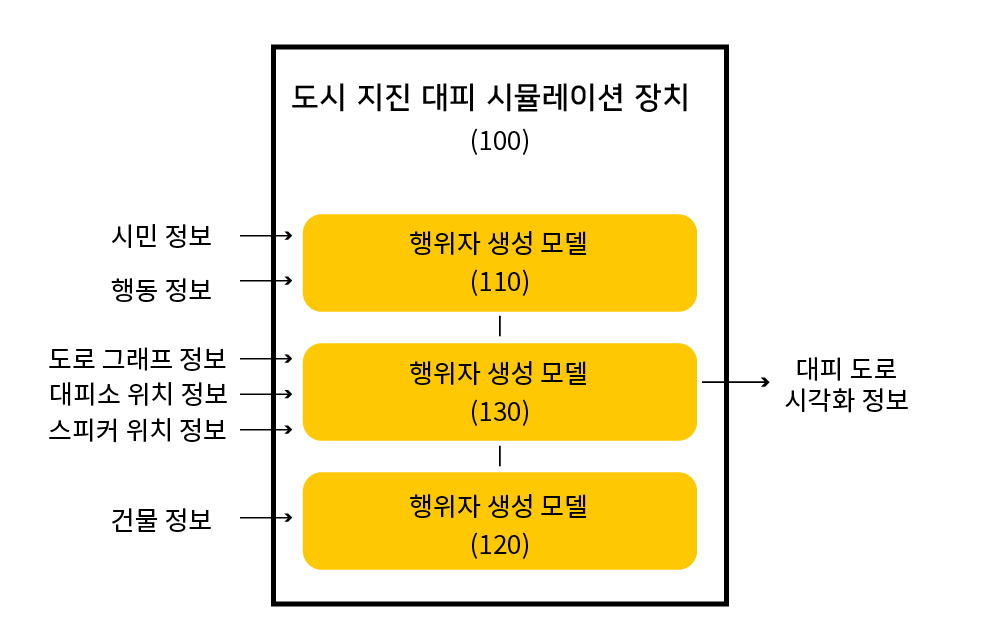 도시 지진 대피 시뮬레이션 장치
(100)
시민 정보
행동 정보
행위자 생성 모델
(110)
도로 그래프 정보
대피소 위치 정보
스피커 위치 정보
행위자 생성 모델
(130)
대피 도로
시각화 정보
건물 정보
행위자 생성 모델
(120)